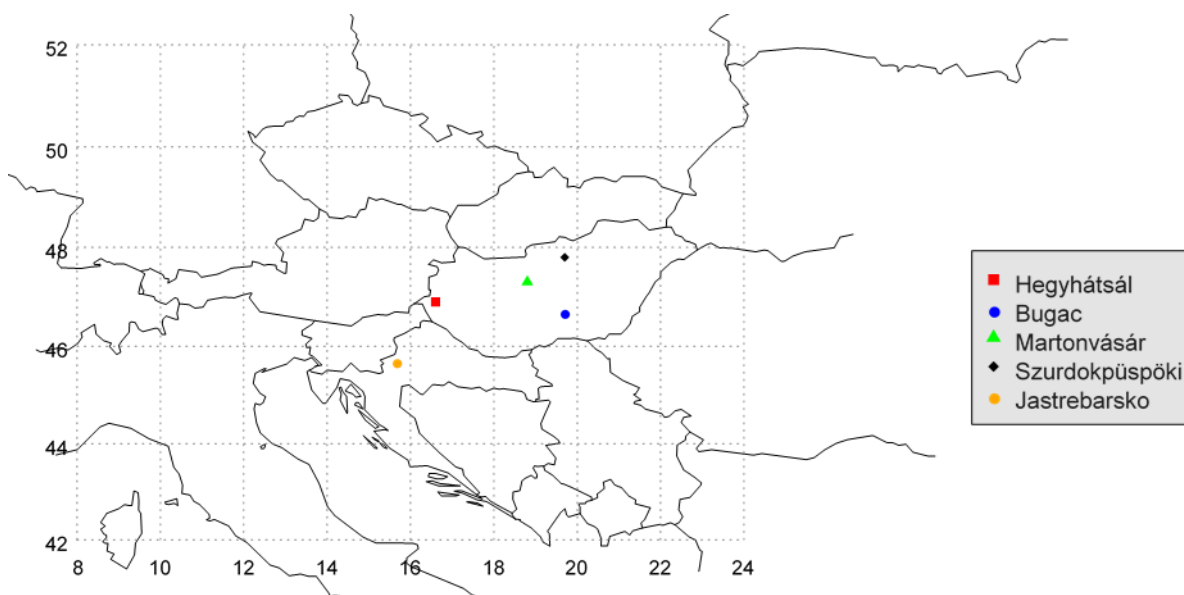 52
50
48
46
44
42
8 10 12 14 16 18 20 22 24
Hegyhátsál
Bugac
Martonvásár
Szurdokpüspöki
Jastrebarsko